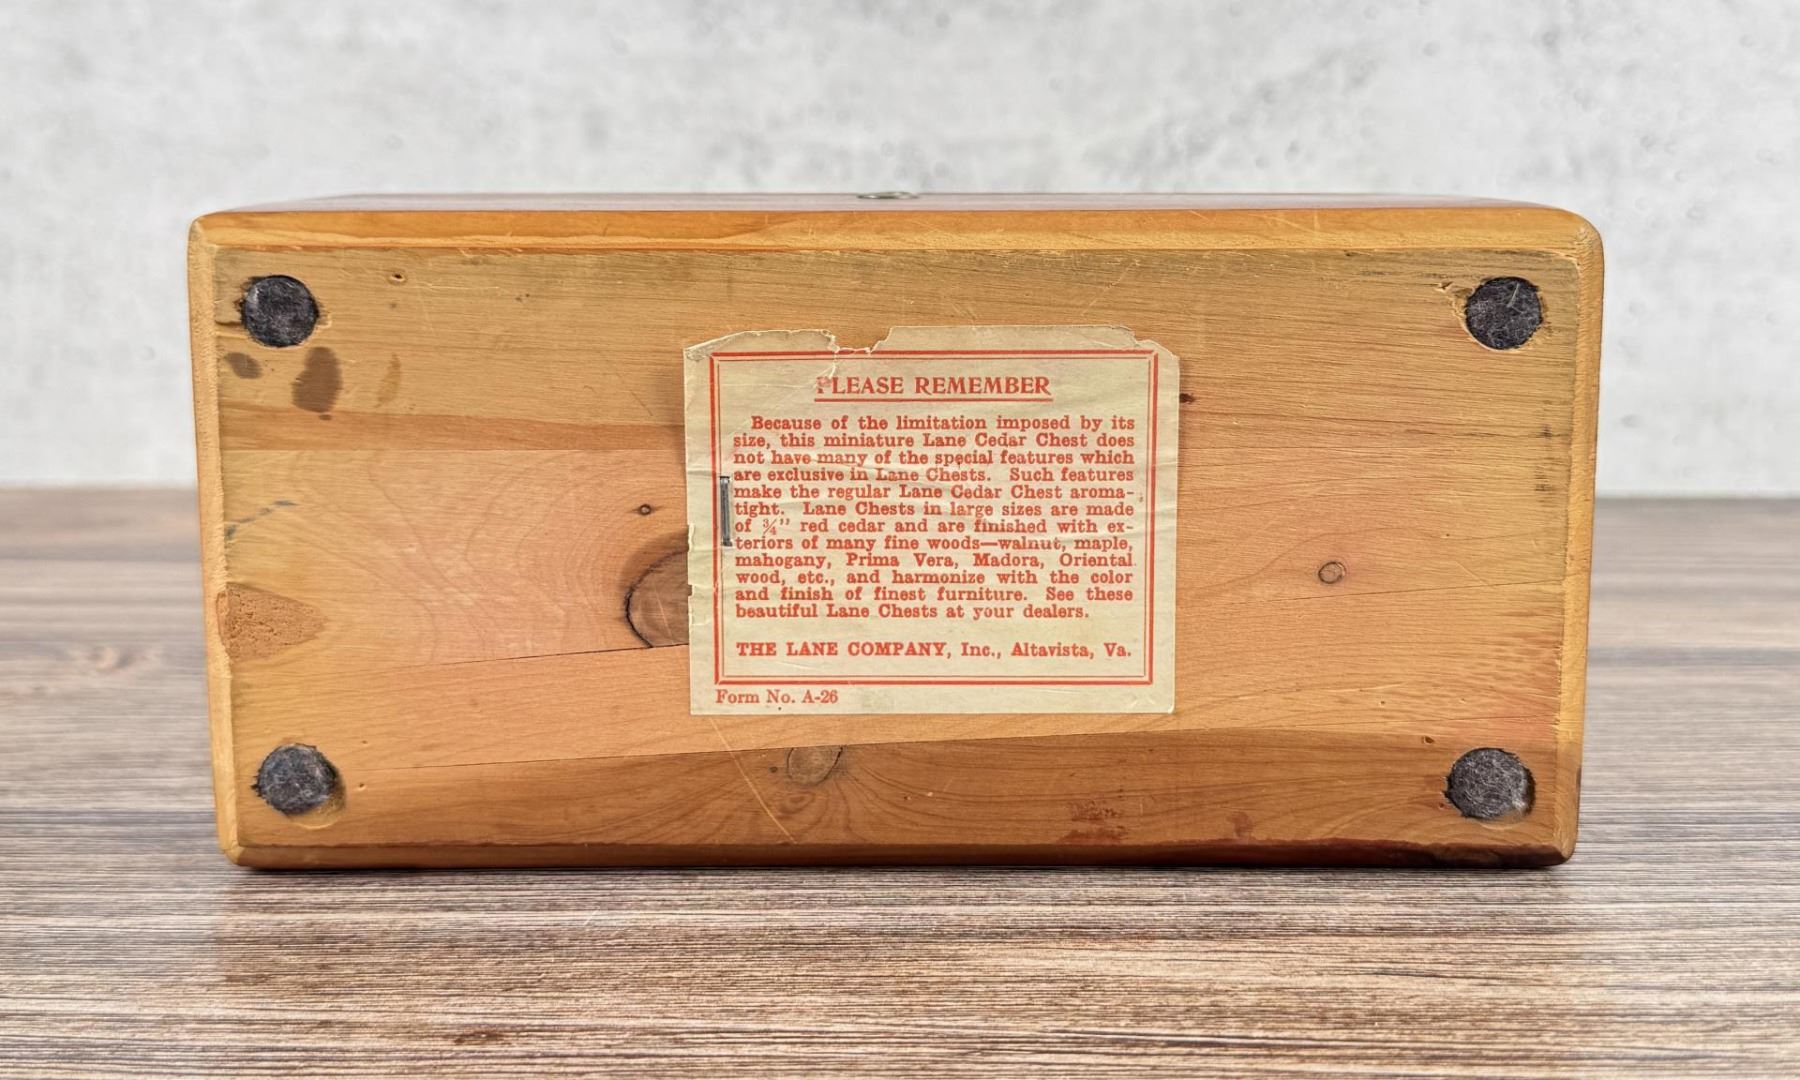 PLEASE REMEMBER
Because of the limitation imposed by its
size, this miniature Lane Cedar Chest does
not have many of the special features which
are exclusive in Lane Chests. Such features
make the regular Lane Cedar Chest aroma-
tight. Lane Chests in large sizes are made
of ¾" red cedar and are finished with ex-
teriors of many fine woods—walnut, maple,
mahogany, Prima Vera, Madora, Oriental
wood, etc., and harmonize with the color
and finish of finest furniture. See these
beautiful Lane Chests at your dealers.
THE LANE COMPANY, Inc., Altavista, Va.
Form No. A-26